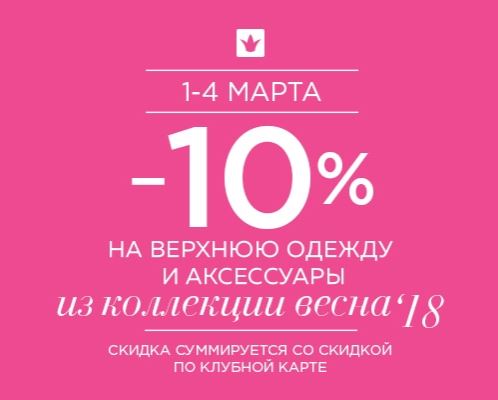 1-4 МАРТА
-10%
НА ВЕРХНЮЮ ОДЕЖДУ
И АКСЕССУАРЫ
из коллекции весна'18
СКИДКА СУММИРУЕТСЯ СО СКИДКОЙ
ПО КЛУБНОЙ КАРТЕ